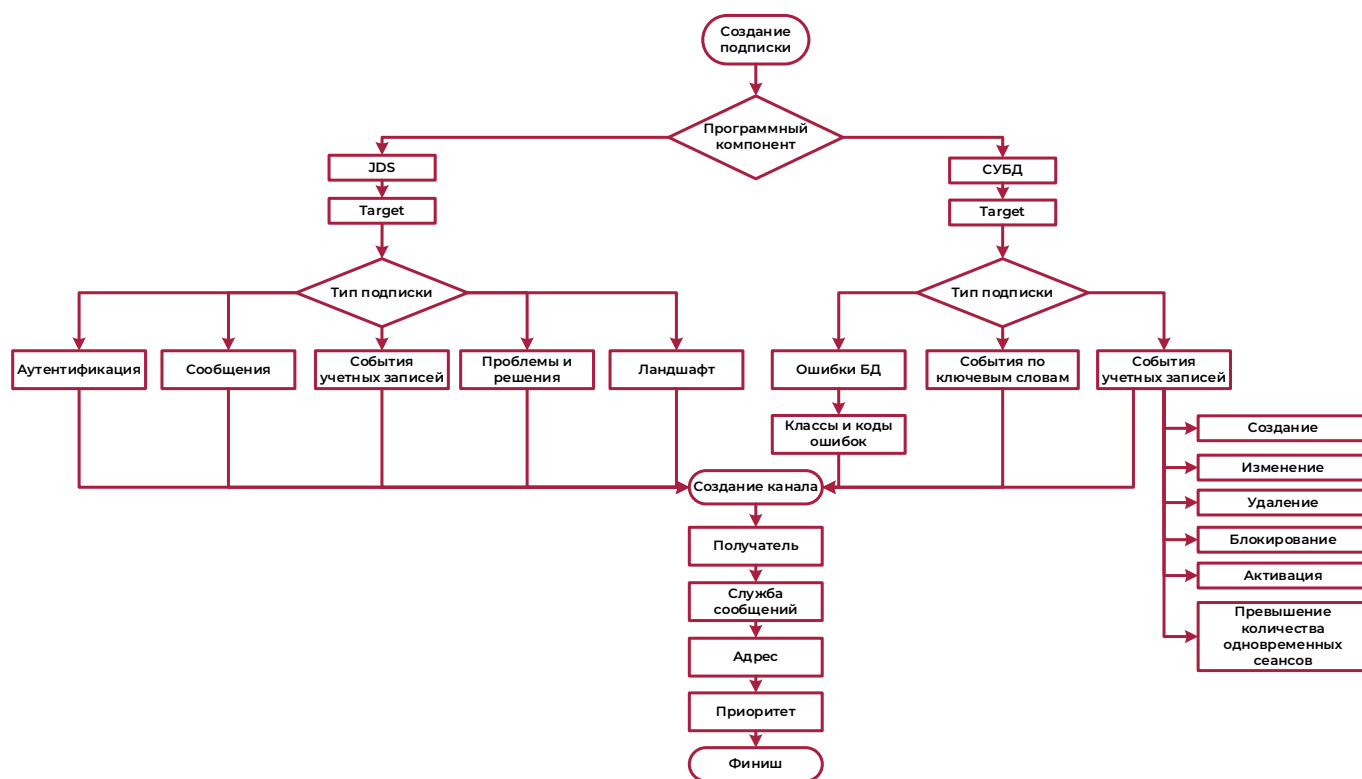 Создание
подписки
Программный
компонент
JDS
СУБД
Target
Target
Тип подписки
Тип подписки
Аутентификация
Сообщения
События
учетных записей
Проблемы и
решения
Ландшафт
Ошибки БД
События по
ключевым словам
События
учетных записей
Классы и коды
ошибок
Создание
Изменение
Удаление
Блокирование
Активация
Превышение
количества
одновременных
сеансов
Создание канала
Получатель
Служба
сообщений
Адрес
Приоритет
Финиш